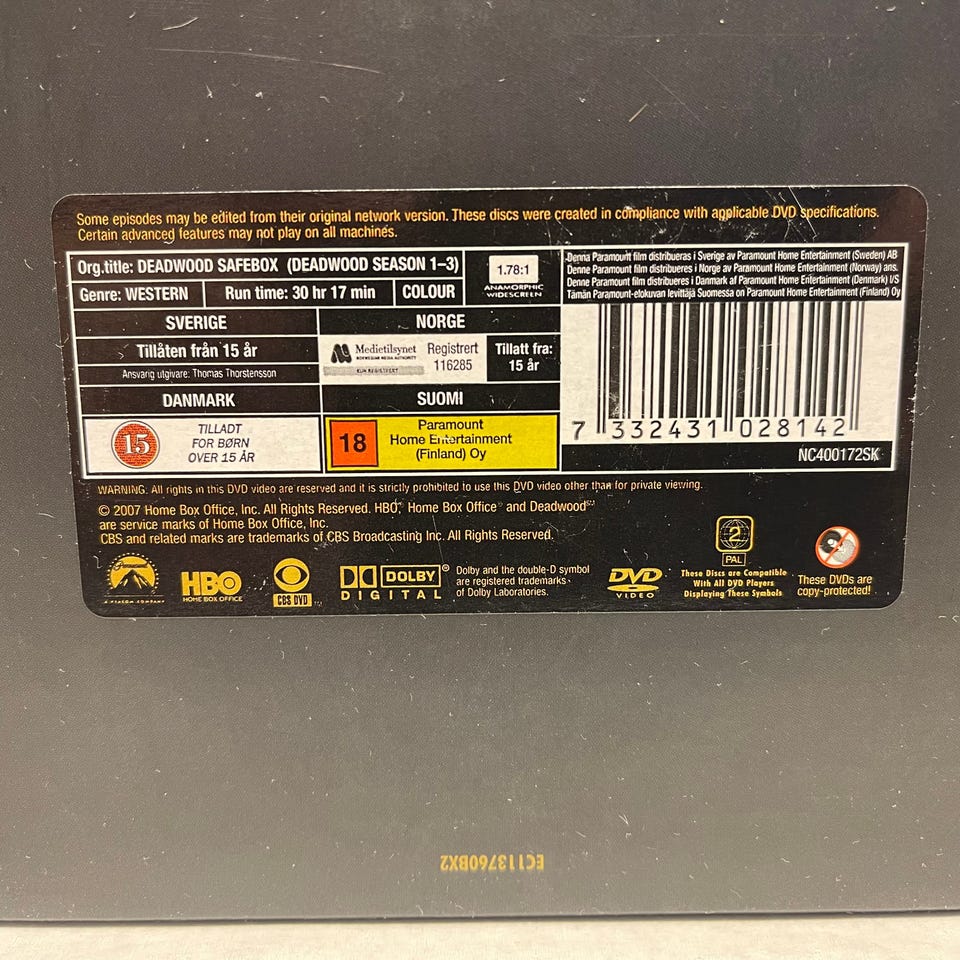 Some episodes may be edited from their original network version. These discs were created in compliance with applicable DVD specifications.
Certain advanced features may not play on all machines.
Org.title: DEADWOOD SAFEBOX (DEADWOOD SEASON 1–3)
Genre: WESTERN
Run time: 30 hr 17 min
COLOUR
1.78:1
ANAMORPHIC
WIDESCREEN
Denna Paramount film distribueras i Sverige av Paramount Home Entertainment (Sweden) AB
Denne Paramount film distribueres i Norge av Paramount Home Entertainment (Norway) ans.
Denne Paramount film distribueres i Danmark af Paramount Home Entertainment (Denmark) I/S
Tämän Paramount-elokuvan levittäjä Suomessa on Paramount Home Entertainment (Finland) Oy
SVERIGE
Tillåten från 15 år
Ansvarig utgivare: Thomas Thorstensson
NORGE
Medietilsynet
NORWEGIAN MEDIA AUTHORITY
KUN REGISTRERT
Registrert
116285
Tillatt fra:
15 år
DANMARK
15
TILLADT
FOR BØRN
OVER 15 ÅR
SUOMI
18
Paramount
Home Entertainment
(Finland) Oy
7 332431 028142
NC400172SK
WARNING: All rights in this DVD video are reserved and it is strictly prohibited to use this DVD video other than for private viewing.
© 2007 Home Box Office, Inc. All Rights Reserved. HBO,® Home Box Office® and Deadwood℠
are service marks of Home Box Office, Inc.
CBS and related marks are trademarks of CBS Broadcasting Inc. All Rights Reserved.
Paramount
A VIACOM COMPANY
HBO
HOME BOX OFFICE
CBS DVD™
DOLBY®
DIGITAL
Dolby and the double-D symbol
are registered trademarks
of Dolby Laboratories.
DVD
VIDEO
2
PAL
These Discs are Compatible
With All DVD Players
Displaying These Symbols
These DVDs are
copy-protected!
EC113760BX2